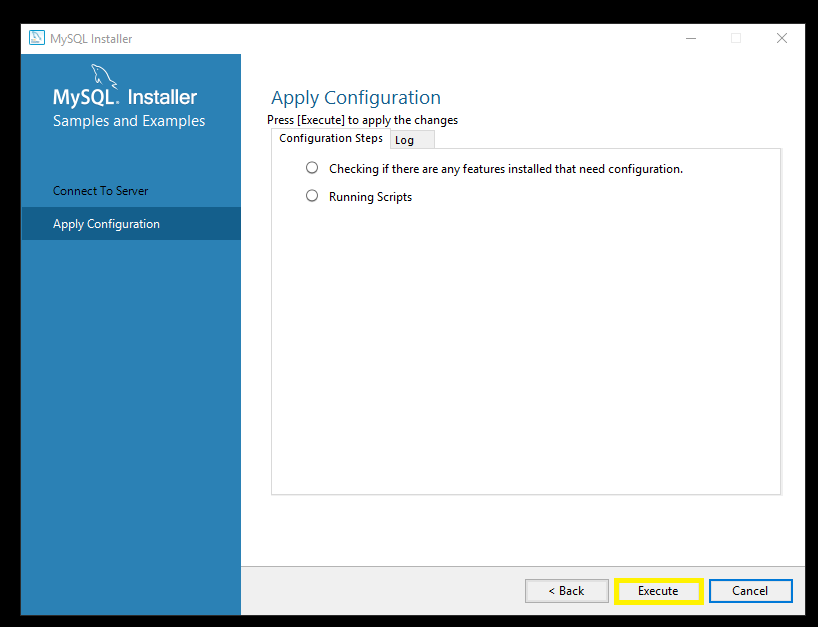 MySQL Installer
MySQL. Installer
Samples and Examples
Connect To Server
Apply Configuration
Apply Configuration
Press [Execute] to apply the changes
Configuration Steps Log
Checking if there are any features installed that need configuration.
Running Scripts
< Back Execute Cancel